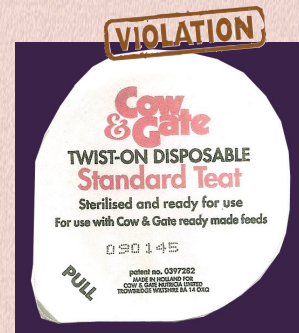 VIOLATION
Cow
& Gate
TWIST-ON DISPOSABLE
Standard Teat
Sterilised and ready for use
For use with Cow & Gate ready made feeds
090145
PULL
patent no. 0397282
MADE IN HOLLAND FOR
COW & GATE NUTRICIA LIMITED
TROWBRIDGE WILTSHIRE BA 14 0XQ